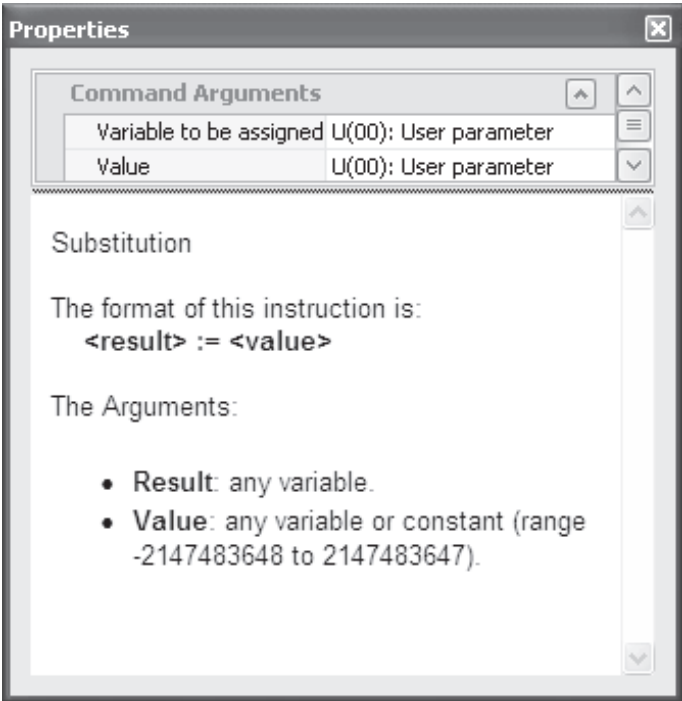 Properties
Command Arguments
Variable to be assigned U(00): User parameter
Value U(00): User parameter
Substitution
The format of this instruction is:
<result> := <value>
The Arguments:
• Result: any variable.
• Value: any variable or constant (range
-2147483648 to 2147483647).